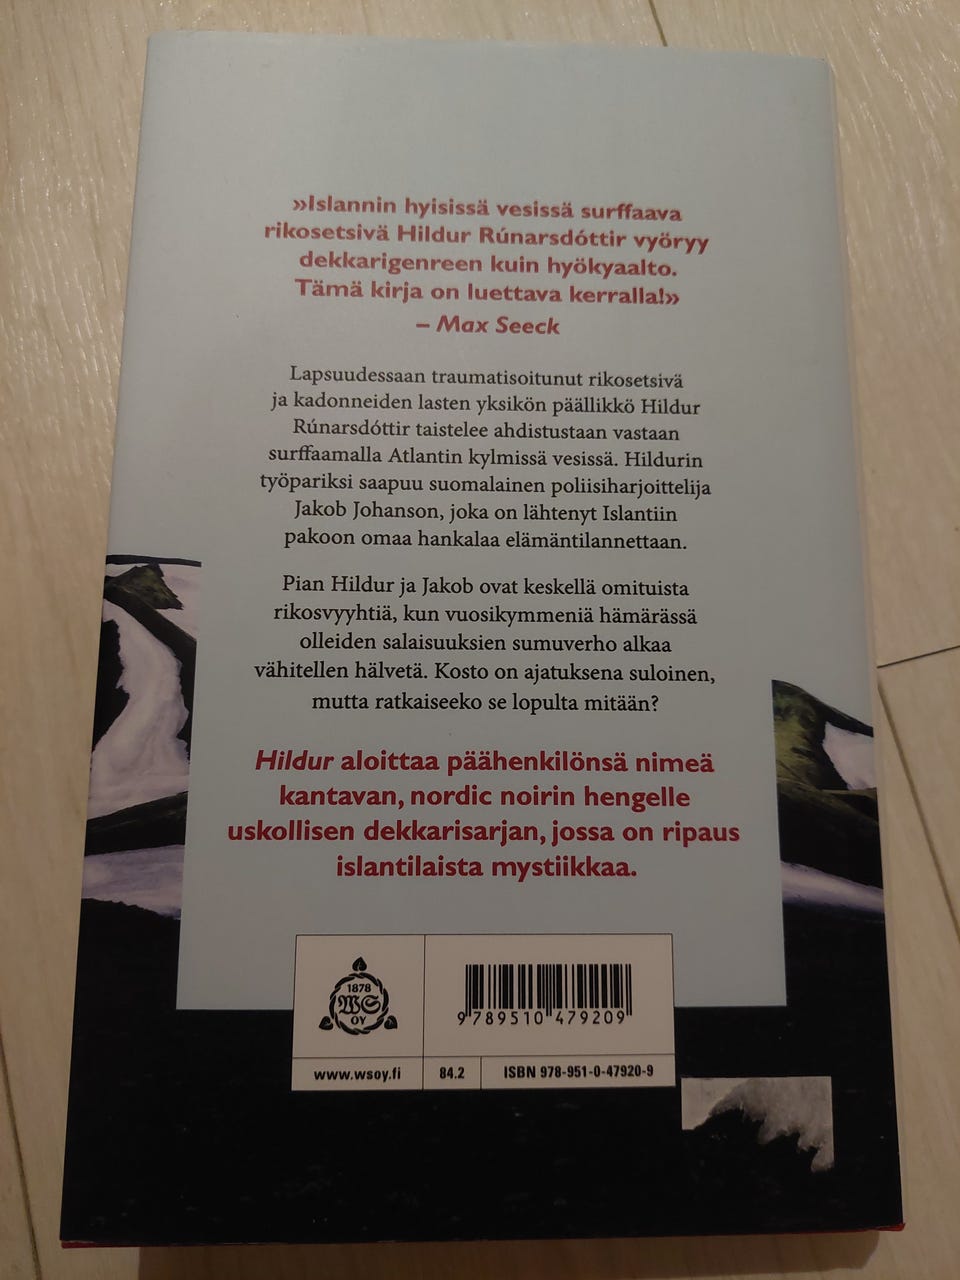 »Islannin hyisissä vesissä surffaava
rikosetsivä Hildur Rúnarsdóttir vyöryy
dekkarigenreen kuin hyökyaalto.
Tämä kirja on luettava kerralla!»
– Max Seeck
Lapsuudessaan traumatisoitunut rikosetsivä
ja kadonneiden lasten yksikön päällikkö Hildur
Rúnarsdóttir taistelee ahdistustaan vastaan
surffaamalla Atlantin kylmissä vesissä. Hildurin
työpariksi saapuu suomalainen poliisiharjoittelija
Jakob Johanson, joka on lähtenyt Islantiin
pakoon omaa hankalaa elämäntilannettaan.
Pian Hildur ja Jakob ovat keskellä omituista
rikosvyyhtiä, kun vuosikymmeniä hämärässä
olleiden salaisuuksien sumuverho alkaa
vähitellen hälvetä. Kosto on ajatuksena suloinen,
mutta ratkaiseeko se lopulta mitään?
Hildur aloittaa päähenkilönsä nimeä
kantavan, nordic noirin hengelle
uskollisen dekkarisarjan, jossa on ripaus
islantilaista mystiikkaa.
1878
WS
OY
9 789510 479209
www.wsoy.fi
84.2
ISBN 978-951-0-47920-9